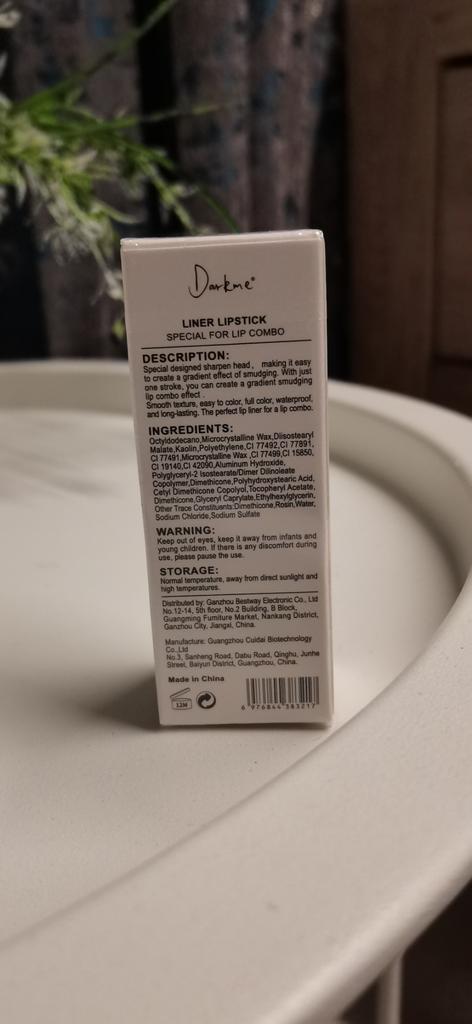 Darkme®
LINER LIPSTICK
SPECIAL FOR LIP COMBO
DESCRIPTION:
Special designed sharpen head, making it easy
to create a gradient effect of smudging. With just
one stroke, you can create a gradient smudging
lip combo effect .
Smooth texture, easy to color, full color, waterproof,
and long-lasting. The perfect lip liner for a lip combo.
INGREDIENTS:
Octyldodecano,Microcrystalline Wax,Diisostearyl
Malate,Kaolin,Polyethylene,CI 77492,CI 77891,
CI 77491,Microcrystalline Wax ,CI 77499,CI 15850,
CI 19140,CI 42090,Aluminum Hydroxide,
Polyglyceryl-2 Isostearate/Dimer Dilinoleate
Copolymer,Dimethicone,Polyhydroxystearic Acid,
Cetyl Dimethicone Copolyol,Tocopheryl Acetate,
Dimethicone,Glyceryl Caprylate,Ethylhexylglycerin,
Other Trace Constituents:Dimethicone,Rosin,Water,
Sodium Chloride,Sodium Sulfate
WARNING:
Keep out of eyes, keep it away from infants and
young children. If there is any discomfort during
use, please pause the use.
STORAGE:
Normal temperature, away from direct sunlight and
high temperatures.
Distributed by: Ganzhou Bestway Electronic Co., Ltd
No.12-14, 5th floor, No.2 Building, B Block,
Guangming Furniture Market, Nankang District,
Ganzhou City, Jiangxi, China.
Manufacture: Guangzhou Cuidai Biotechnology
Co.,Ltd
No.3, Sanheng Road, Dabu Road, Qinghu, Junhe
Street, Baiyun District, Guangzhou, China.
Made in China
12M
6 976844 383217